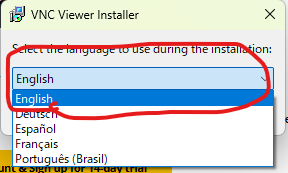 VNC Viewer Installer
Select the language to use during the installation:
English
English
Deutsch
Español
Français
Português (Brasil)
unt & Sign up for 14-day trial